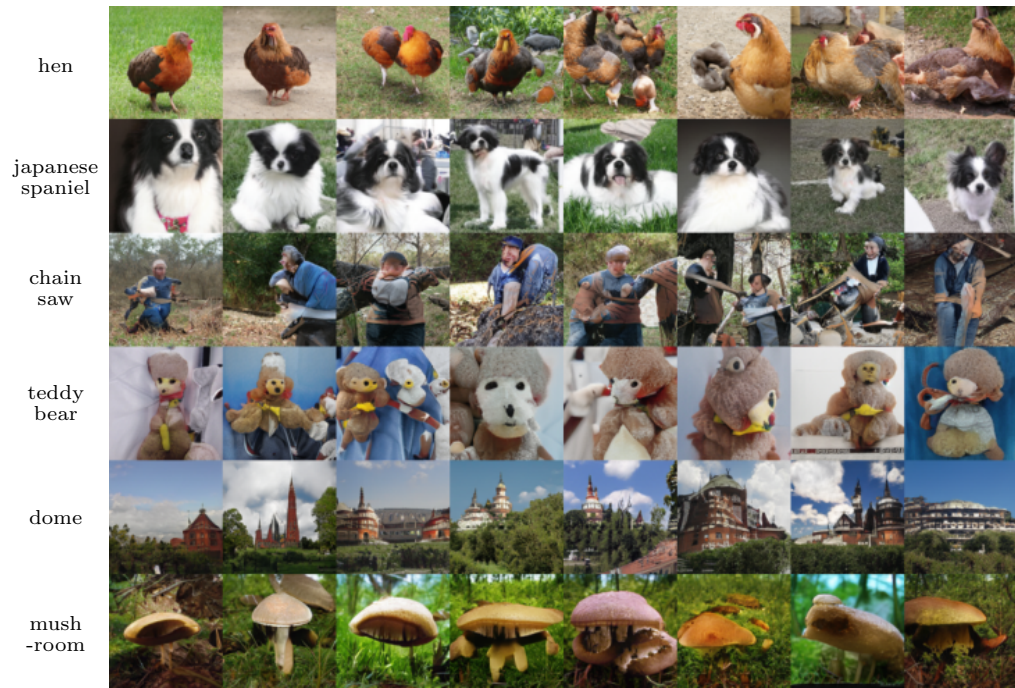 hen
japanese
spaniel
chain
saw
teddy
bear
dome
mush
-room